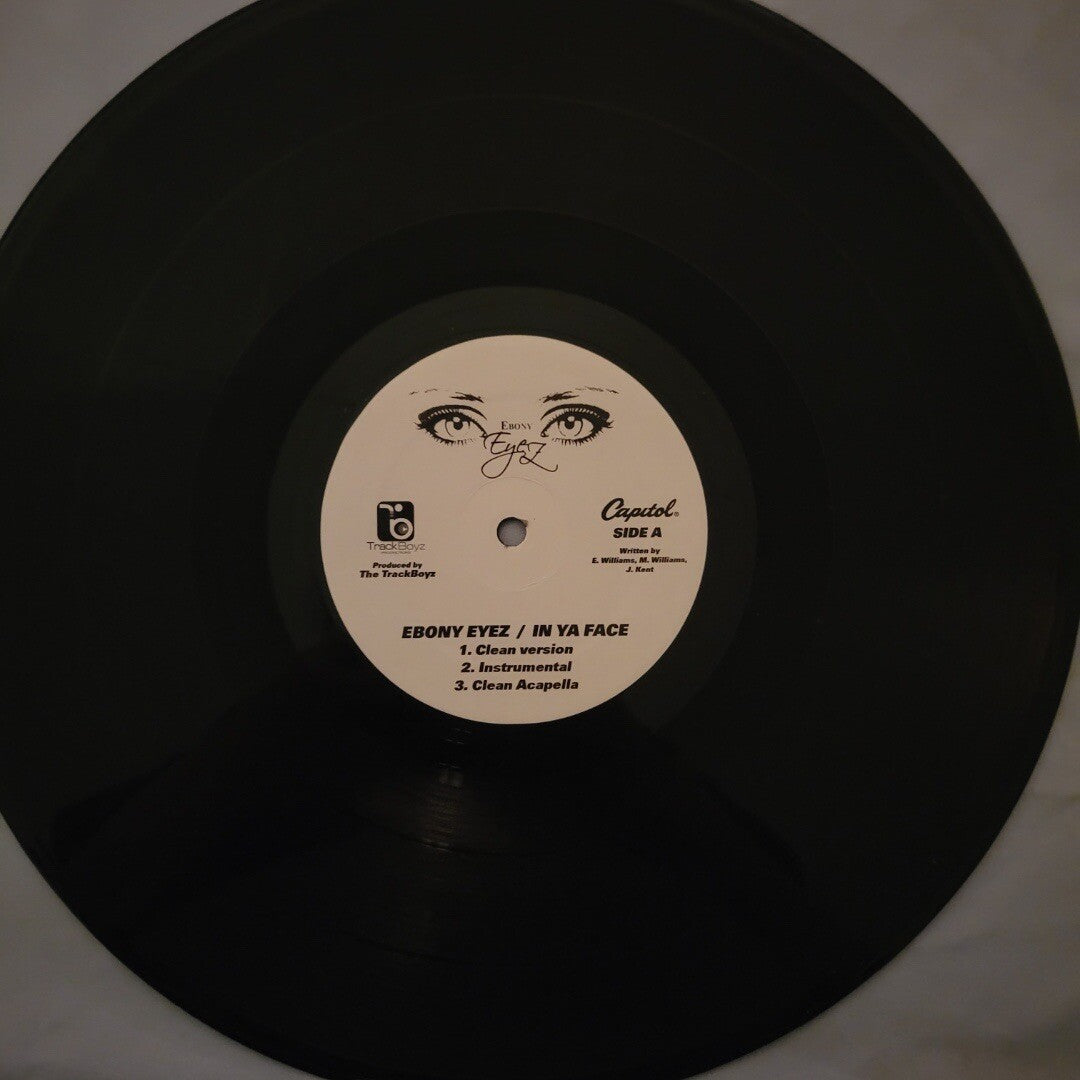 EBONY
EyeZ
TrackBoyz
PRODUCTIONS
Produced by
The TrackBoyz
Capitol®
SIDE A
Written by
E. Williams, M. Williams,
J. Kent
EBONY EYEZ / IN YA FACE
1. Clean version
2. Instrumental
3. Clean Acapella